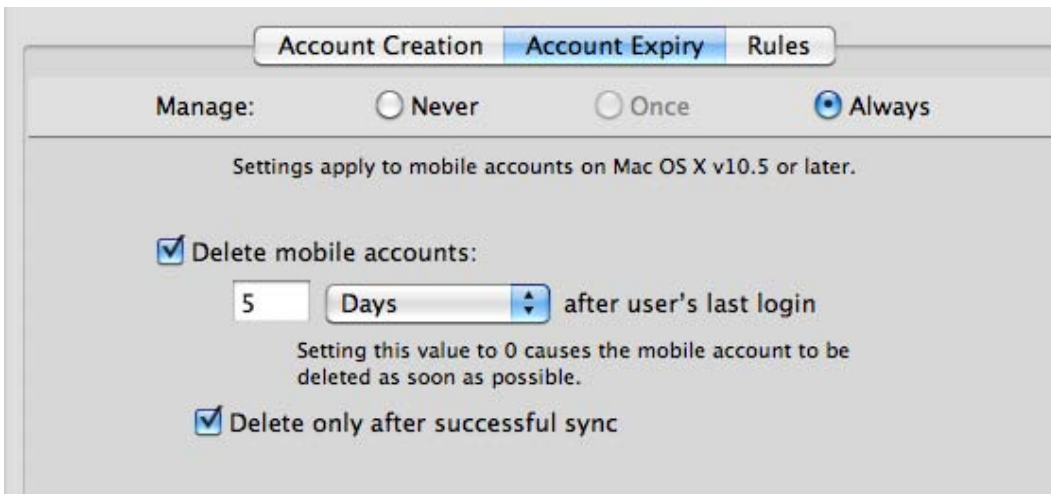 Account Creation Account Expiry Rules
Manage: Never Once Always
Settings apply to mobile accounts on Mac OS X v10.5 or later.
Delete mobile accounts:
5 Days after user's last login
Setting this value to 0 causes the mobile account to be
deleted as soon as possible.
Delete only after successful sync